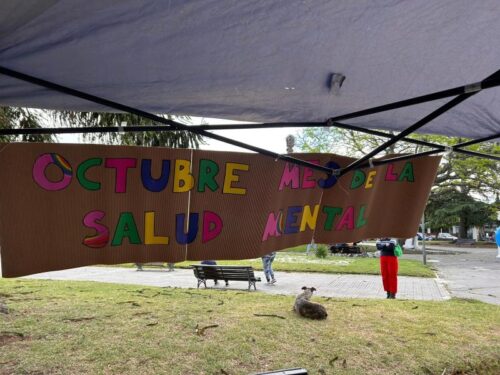 OCTUBRE MES DE LA
SALUD MENTAL